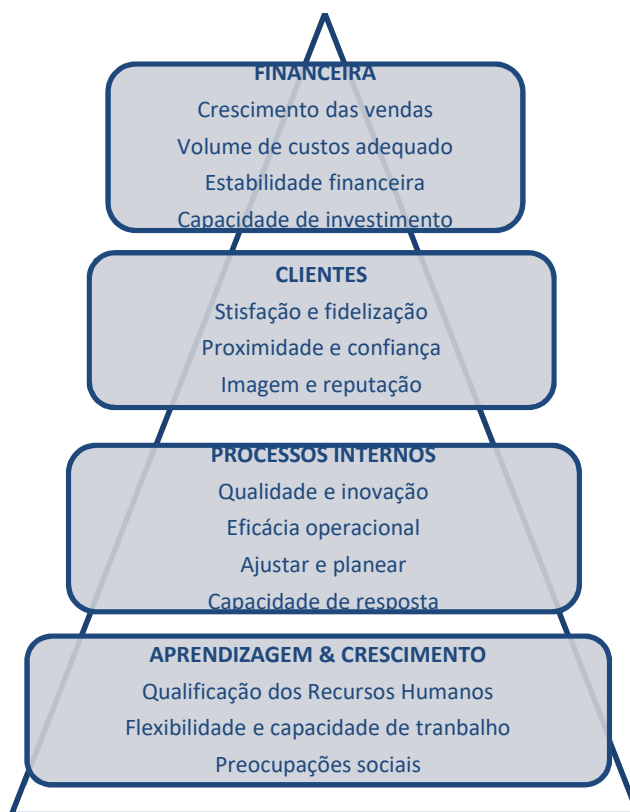 FINANCEIRA
Crescimento das vendas
Volume de custos adequado
Estabilidade financeira
Capacidade de investimento
CLIENTES
Stisfação e fidelização
Proximidade e confiança
Imagem e reputação
PROCESSOS INTERNOS
Qualidade e inovação
Eficácia operacional
Ajustar e planear
Capacidade de resposta
APRENDIZAGEM & CRESCIMENTO
Qualificação dos Recursos Humanos
Flexibilidade e capacidade de tranbalho
Preocupações sociais